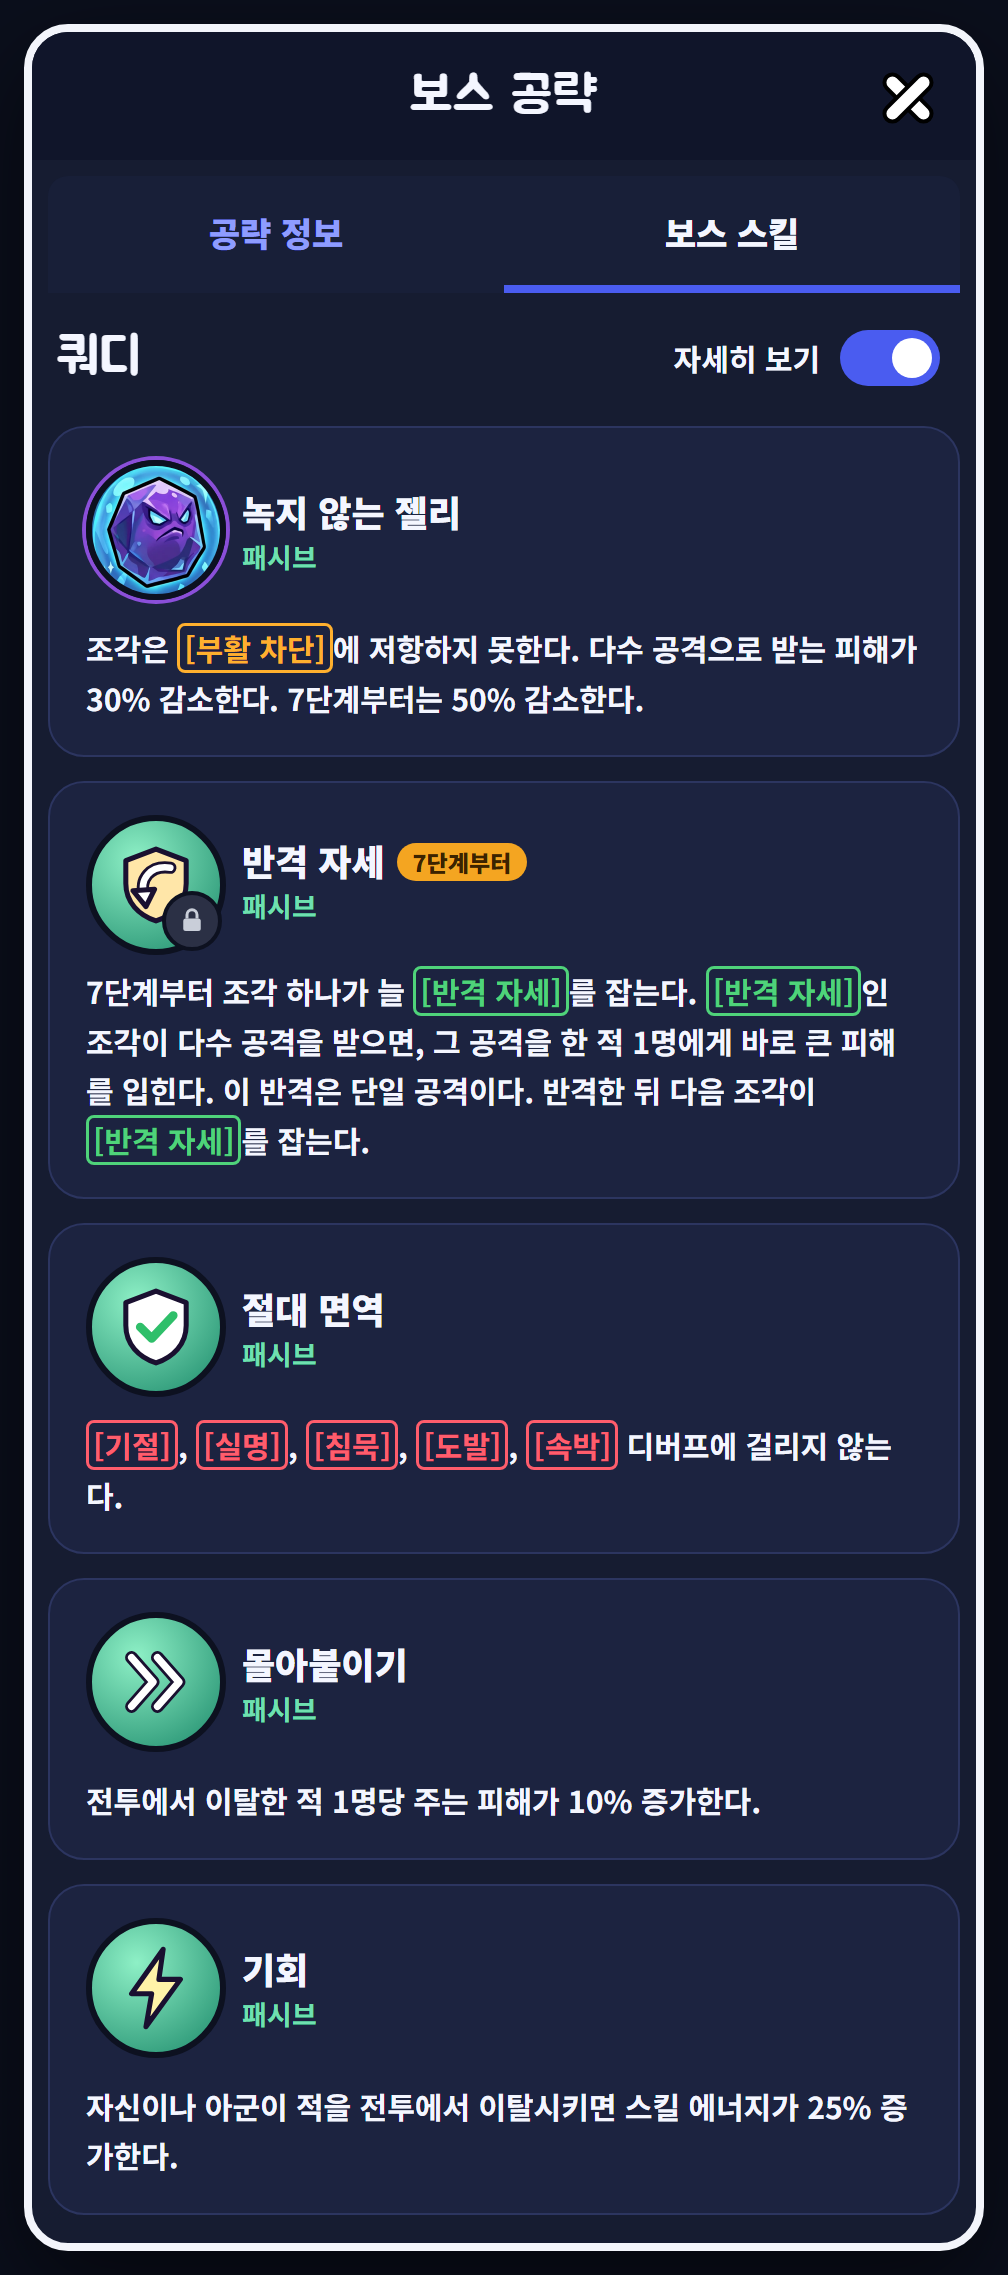 보스 공략
공략 정보
보스 스킬
쿼디
자세히 보기
녹지 않는 젤리
패시브
조각은 [부활 차단]에 저항하지 못한다. 다수 공격으로 받는 피해가
30% 감소한다. 7단계부터는 50% 감소한다.
반격 자세 7단계부터
패시브
7단계부터 조각 하나가 늘 [반격 자세]를 잡는다. [반격 자세]인
조각이 다수 공격을 받으면, 그 공격을 한 적 1명에게 바로 큰 피해
를 입힌다. 이 반격은 단일 공격이다. 반격한 뒤 다음 조각이
[반격 자세]를 잡는다.
절대 면역
패시브
[기절], [실명], [침묵], [도발], [속박] 디버프에 걸리지 않는
다.
몰아붙이기
패시브
전투에서 이탈한 적 1명당 주는 피해가 10% 증가한다.
기회
패시브
자신이나 아군이 적을 전투에서 이탈시키면 스킬 에너지가 25% 증
가한다.